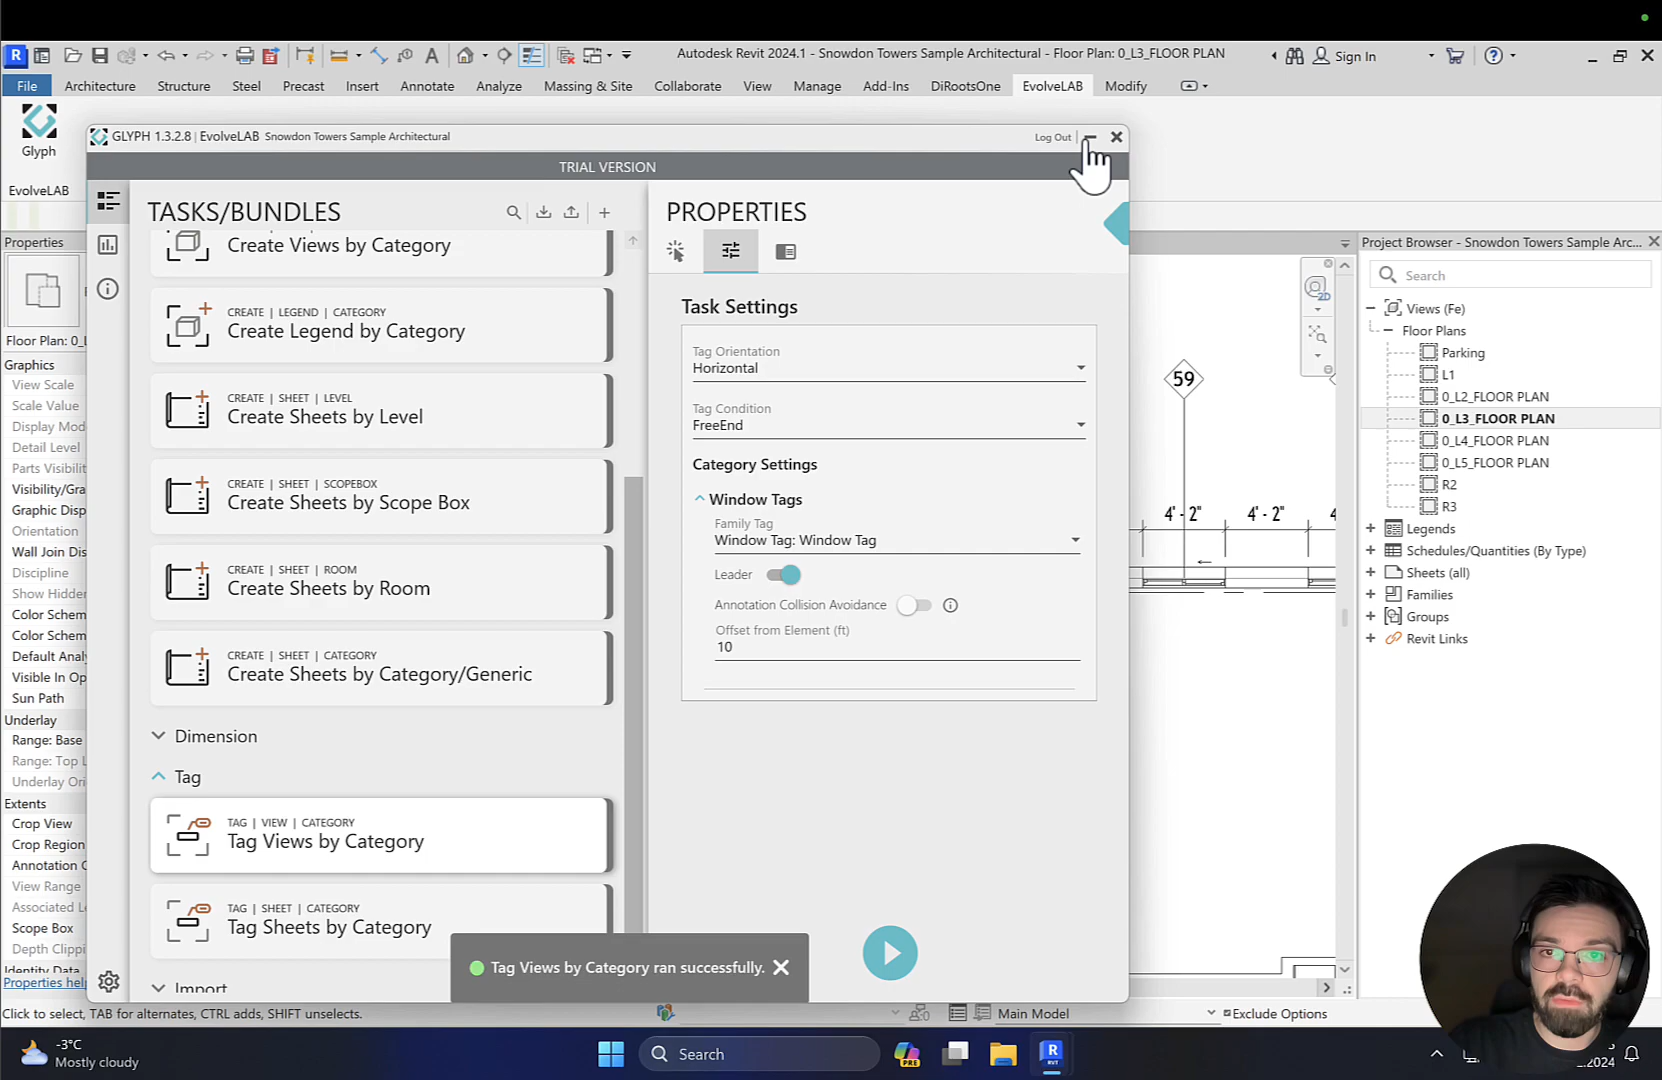 Autodesk Revit 2024.1 - Snowdon Towers Sample Architectural - Floor Plan: 0_L3_FLOOR PLAN
Sign In
File
Architecture
Structure
Steel
Precast
Insert
Annotate
Analyze
Massing & Site
Collaborate
View
Manage
Add-Ins
DiRootsOne
EvolveLAB
Modify
Glyph
EvolveLAB
GLYPH 1.3.2.8 | EvolveLAB Snowdon Towers Sample Architectural
Log Out
TRIAL VERSION
TASKS/BUNDLES
Create Views by Category
CREATE | LEGEND | CATEGORY
Create Legend by Category
CREATE | SHEET | LEVEL
Create Sheets by Level
CREATE | SHEET | SCOPEBOX
Create Sheets by Scope Box
CREATE | SHEET | ROOM
Create Sheets by Room
CREATE | SHEET | CATEGORY
Create Sheets by Category/Generic
Dimension
Tag
TAG | VIEW | CATEGORY
Tag Views by Category
TAG | SHEET | CATEGORY
Tag Sheets by Category
Import
Tag Views by Category ran successfully.
PROPERTIES
Task Settings
Tag Orientation
Horizontal
Tag Condition
FreeEnd
Category Settings
Window Tags
Family Tag
Window Tag: Window Tag
Leader
Annotation Collision Avoidance
Offset from Element (ft)
10
Properties
Floor Plan: 0_L
Graphics
View Scale
Scale Value
Display Mod
Detail Level
Parts Visibility
Visibility/Gra
Graphic Disp
Orientation
Wall Join Dis
Discipline
Show Hidden
Color Schem
Color Schem
Default Analy
Visible In Op
Sun Path
Underlay
Range: Base
Range: Top L
Underlay Ori
Extents
Crop View
Crop Region
Annotation C
View Range
Associated Le
Scope Box
Depth Clippi
Identity Data
Properties help
59
4' - 2"
4' - 2"
4
2D
Project Browser - Snowdon Towers Sample Arc...
Search
Views (Fe)
Floor Plans
Parking
L1
0_L2_FLOOR PLAN
0_L3_FLOOR PLAN
0_L4_FLOOR PLAN
0_L5_FLOOR PLAN
R2
R3
Legends
Schedules/Quantities (By Type)
Sheets (all)
Families
Groups
Revit Links
Click to select, TAB for alternates, CTRL adds, SHIFT unselects.
Main Model
Exclude Options
-3°C
Mostly cloudy
Search
PRE
R
RVT
.2024